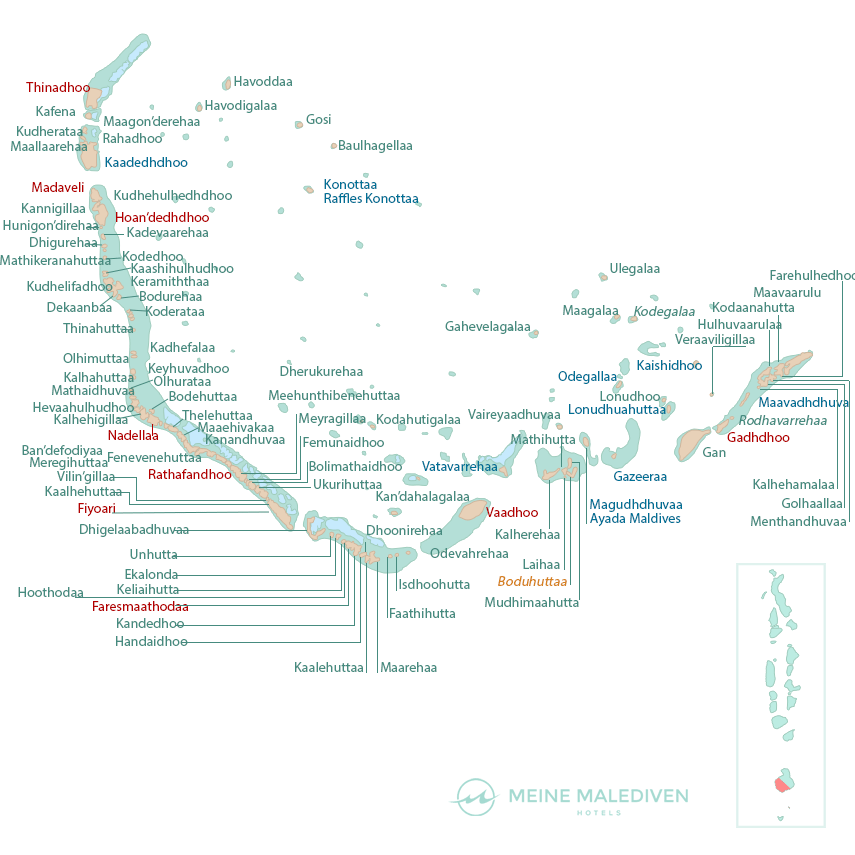 Thinadhoo
Havoddaa
Kafena
Havodigalaa
Maagon'derehaa
Gosi
Kudherataa
Rahadhoo
Maallaarehaa
Baulhagellaa
Kaadedhdhoo
Madaveli
Kudhehulhedhdhoo
Konottaa
Raffles Konottaa
Kannigillaa
Hoan'dedhdhoo
Hunigon'direhaa
Kadevaarehaa
Dhigurehaa
Mathikeranahuttaa
Kodedhoo
Kaashihulhudhoo
Keramiththaa
Kudhelifadhoo
Bodurehaa
Dekaanbaa
Koderataa
Thinahuttaa
Ulegalaa
Farehulhedhoo
Maavaarulu
Maagalaa
Kodegalaa
Kodaanahutta
Gahevelagalaa
Hulhuvaarulaa
Veraaviligillaa
Kadhefalaa
Olhimuttaa
Keyhuvadhoo
Dherukurehaa
Kaishidhoo
Kalhahuttaa
Olhurataa
Odegallaa
Mathaidhuvaa
Bodehuttaa
Meehunthibenehuttaa
Lonudhoo
Maavadhdhuva
Hevaahulhudhoo
Lonudhuahuttaa
Kalhehigillaa
Thelehuttaa
Meyragillaa
Kodahutigalaa
Vaireyaadhuvaa
Rodhavarrehaa
Maaehivakaa
Nadellaa
Kanandhuvaa
Femunaidhoo
Mathihutta
Gadhdhoo
Ban'defodiyaa
Gan
Meregihuttaa
Fenevenehuttaa
Bolimathaidhoo
Vatavarrehaa
Vilin'gillaa
Rathafandhoo
Gazeeraa
Kaalhehuttaa
Ukurihuttaa
Kalhehamalaa
Kan'dahalagalaa
Fiyoari
Magudhdhuvaa
Golhaallaa
Vaadhoo
Ayada Maldives
Menthandhuvaa
Dhigelaabadhuvaa
Dhoonirehaa
Kalherehaa
Unhutta
Odevahrehaa
Laihaa
Ekalonda
Boduhuttaa
Hoothodaa
Keliaihutta
Isdhoohutta
Faresmaathodaa
Mudhimaahutta
Faathihutta
Kandedhoo
Handaidhoo
Kaalehuttaa
Maarehaa
MEINE MALEDIVEN
HOTELS